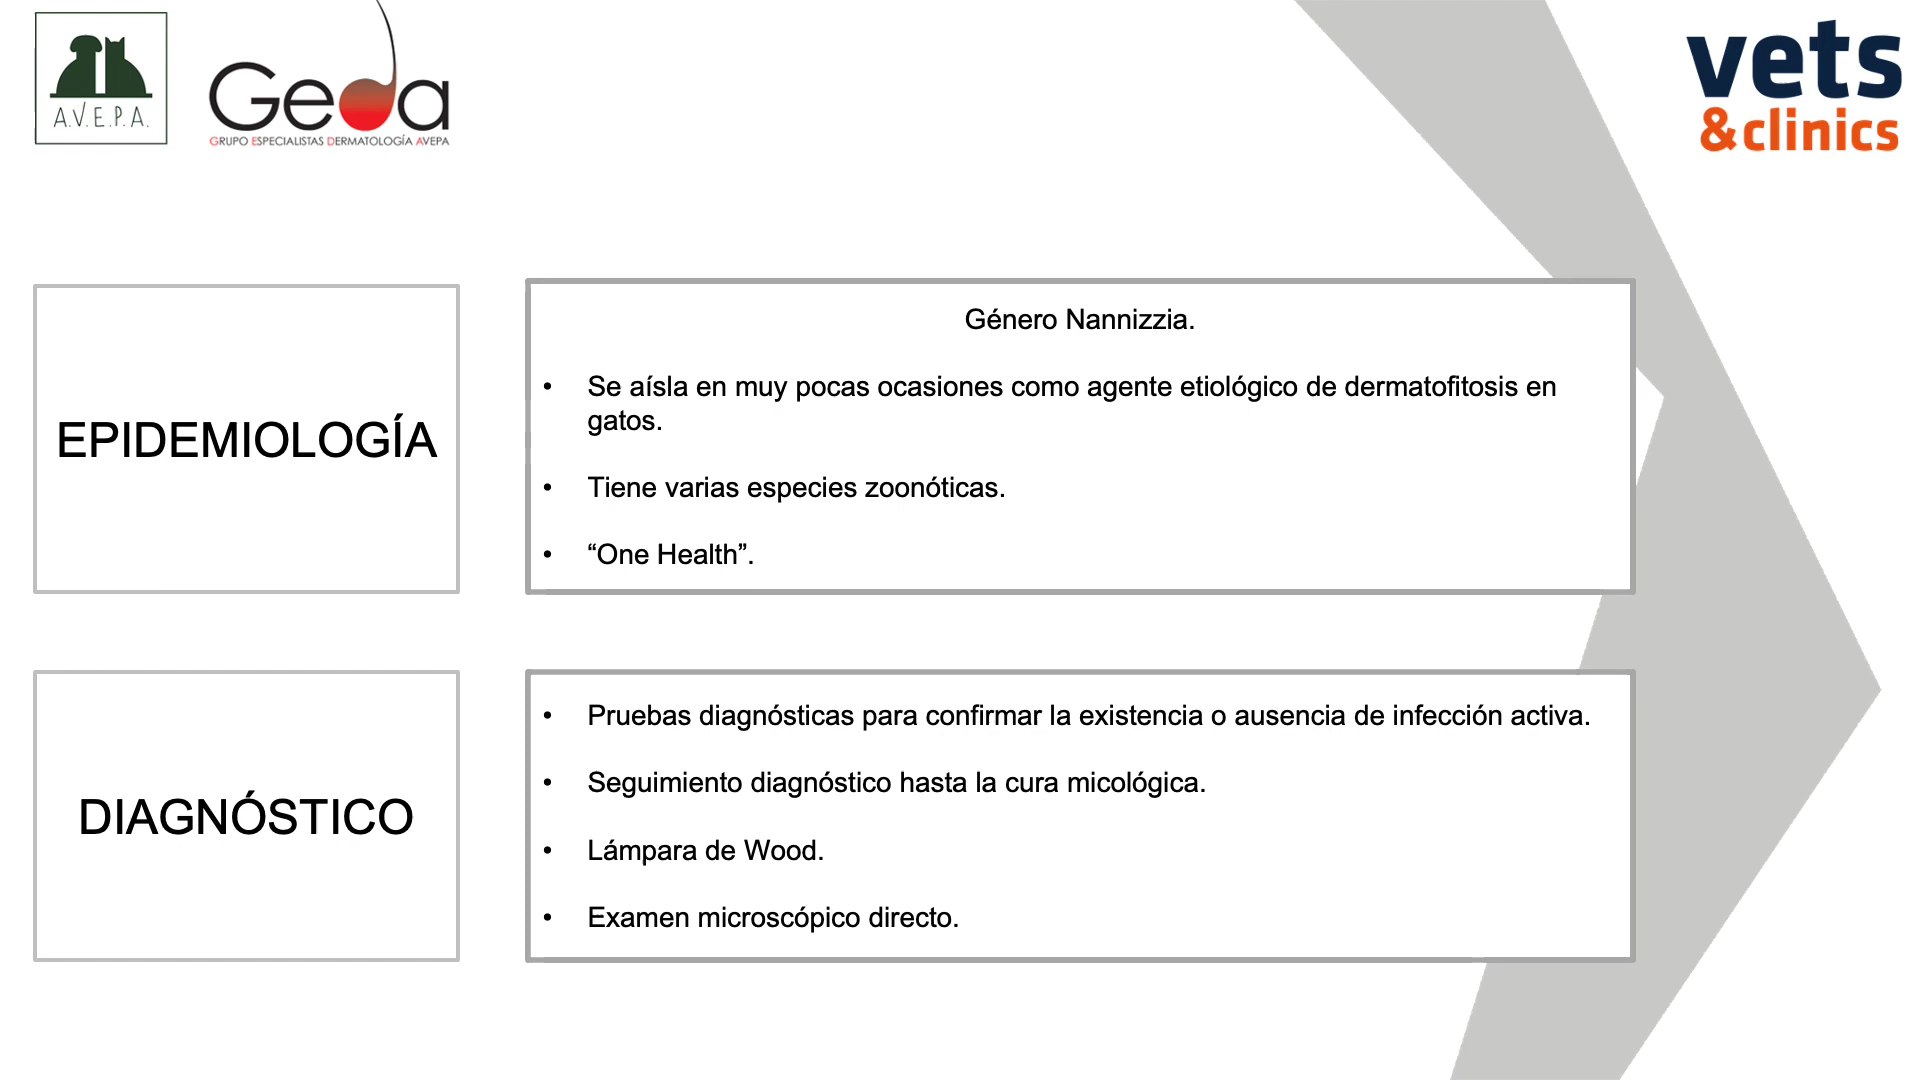 A.V.E.P.A.
Geda
GRUPO ESPECIALISTAS DERMATOLOGÍA AVEPA
vets
&clinics
EPIDEMIOLOGÍA
Género Nannizzia.
• Se aísla en muy pocas ocasiones como agente etiológico de dermatofitosis en
gatos.
• Tiene varias especies zoonóticas.
• “One Health”.
DIAGNÓSTICO
• Pruebas diagnósticas para confirmar la existencia o ausencia de infección activa.
• Seguimiento diagnóstico hasta la cura micológica.
• Lámpara de Wood.
• Examen microscópico directo.